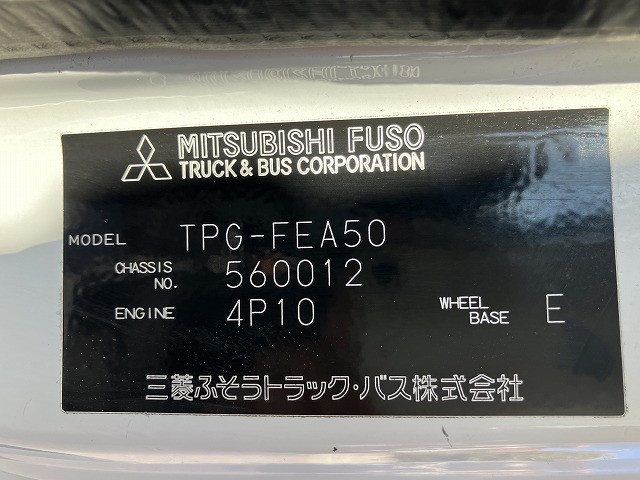 MITSUBISHI FUSO
TRUCK & BUS CORPORATION
MODEL TPG-FEA50
CHASSIS NO. 560012
ENGINE 4P10 WHEEL BASE E
三菱ふそうトラック・バス株式会社